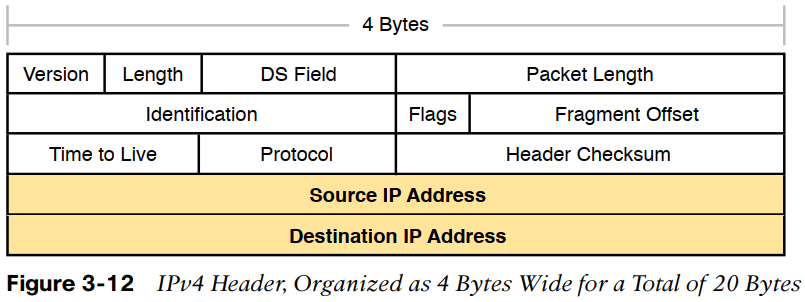 4 Bytes
Version Length DS Field Packet Length
Identification Flags Fragment Offset
Time to Live Protocol Header Checksum
Source IP Address
Destination IP Address
Figure 3-12 IPv4 Header, Organized as 4 Bytes Wide for a Total of 20 Bytes